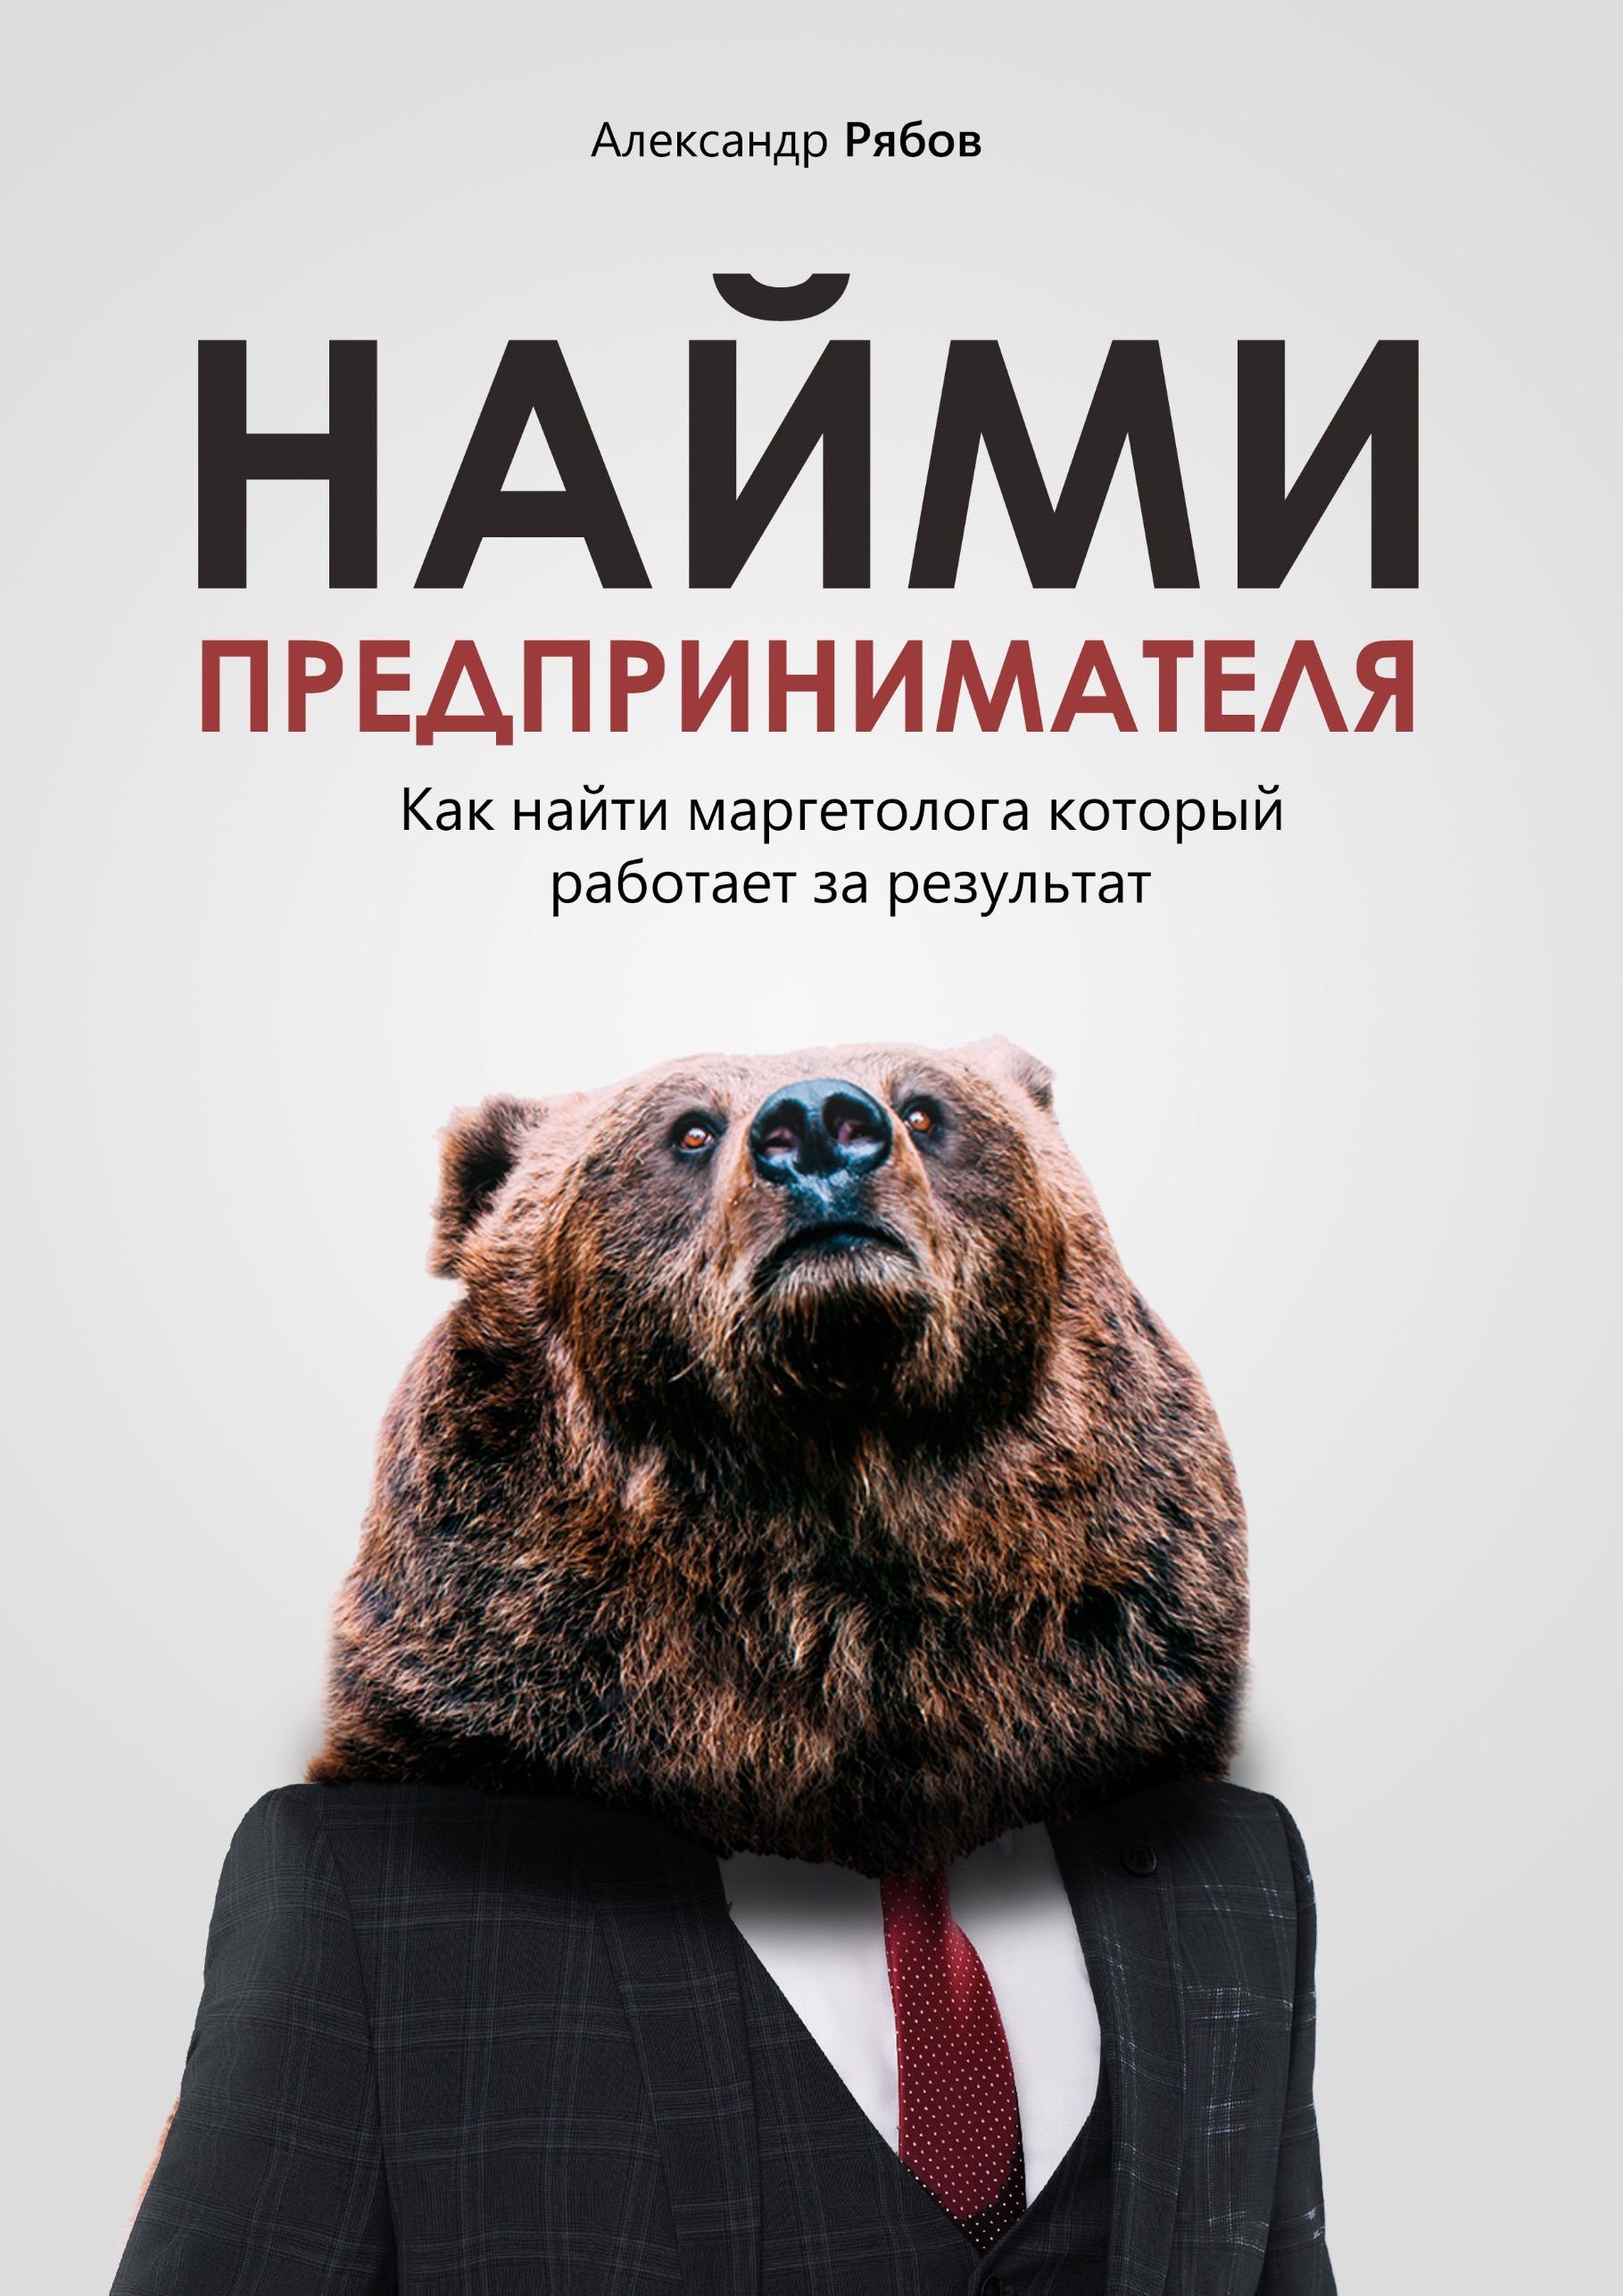 Александр Рябов
НАЙМИ
ПРЕДПРИНИМАТЕЛЯ
Как найти маргетолога который
работает за результат